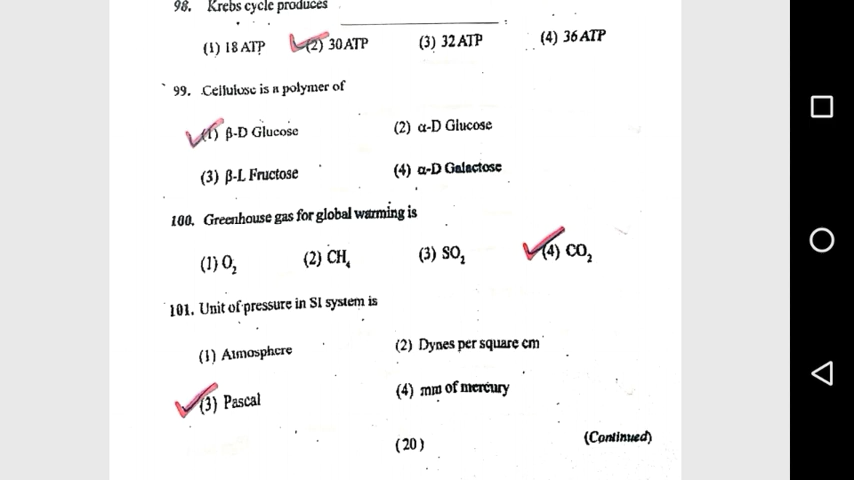 98. Krebs cycle produces ____________ :
(1) 18 ATP (2) 30 ATP (3) 32 ATP (4) 36 ATP
99. Cellulose is a polymer of
(1) β-D Glucose (2) α-D Glucose
(3) β-L Fructose (4) α-D Galactose
100. Greenhouse gas for global warming is
(1) O₂ (2) CH₄ (3) SO₂ (4) CO₂
101. Unit of pressure in SI system is
(1) Atmosphere (2) Dynes per square cm
(3) Pascal (4) mm of mercury
(20) (Continued)